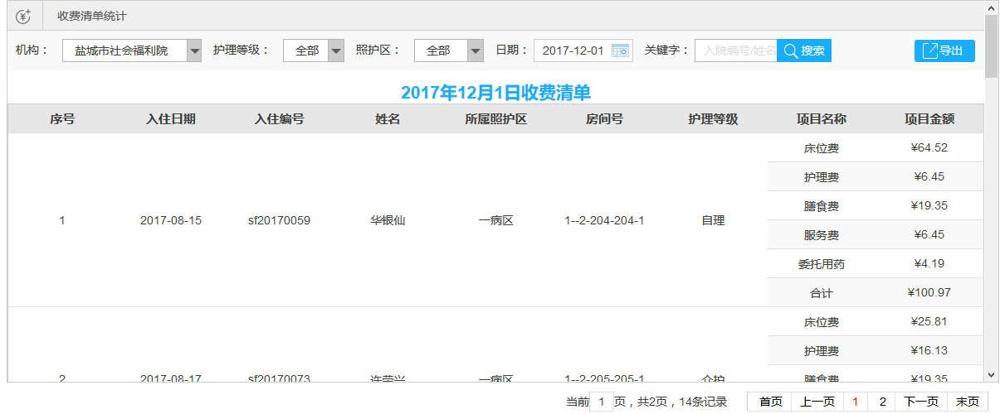 收费清单统计
机构： 盐城市社会福利院 护理等级： 全部 照护区： 全部 日期： 2017-12-01 关键字： 入院编号/姓名 搜索 导出
2017年12月1日收费清单
序号 入住日期 入住编号 姓名 所属照护区 房间号 护理等级 项目名称 项目金额
床位费 ¥64.52
护理费 ¥6.45
膳食费 ¥19.35
1 2017-08-15 sf20170059 华银仙 一病区 1--2-204-204-1 自理
服务费 ¥6.45
委托用药 ¥4.19
合计 ¥100.97
床位费 ¥25.81
护理费 ¥16.13
2 2017-08-17 sf20170073 许荣兴 一病区 1--2-205-205-1 介护 膳食费 ¥19.35
当前 1 页，共2页，14条记录 首页 上一页 1 2 下一页 末页